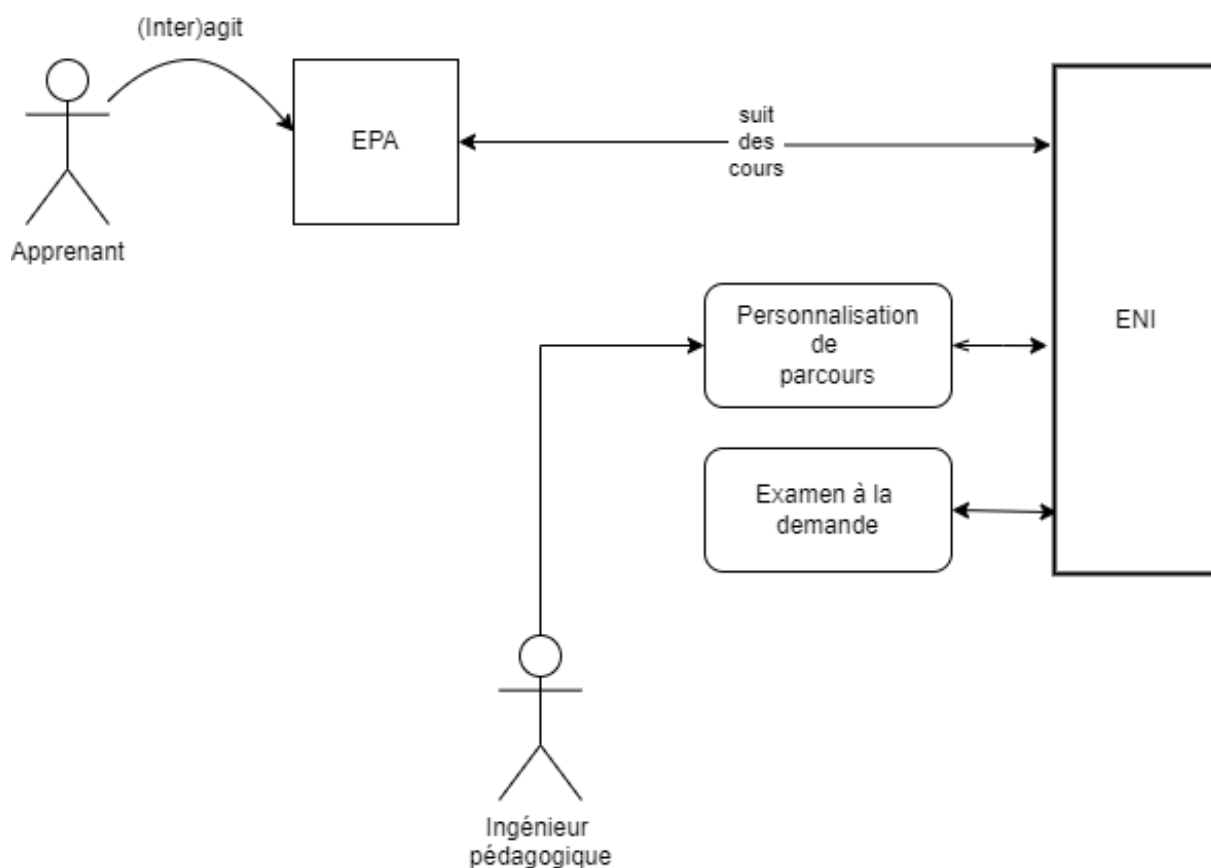 (Inter)agit
EPA
suit
des
cours
Apprenant
Personnalisation
de
parcours
ENI
Examen à la
demande
Ingénieur
pédagogique